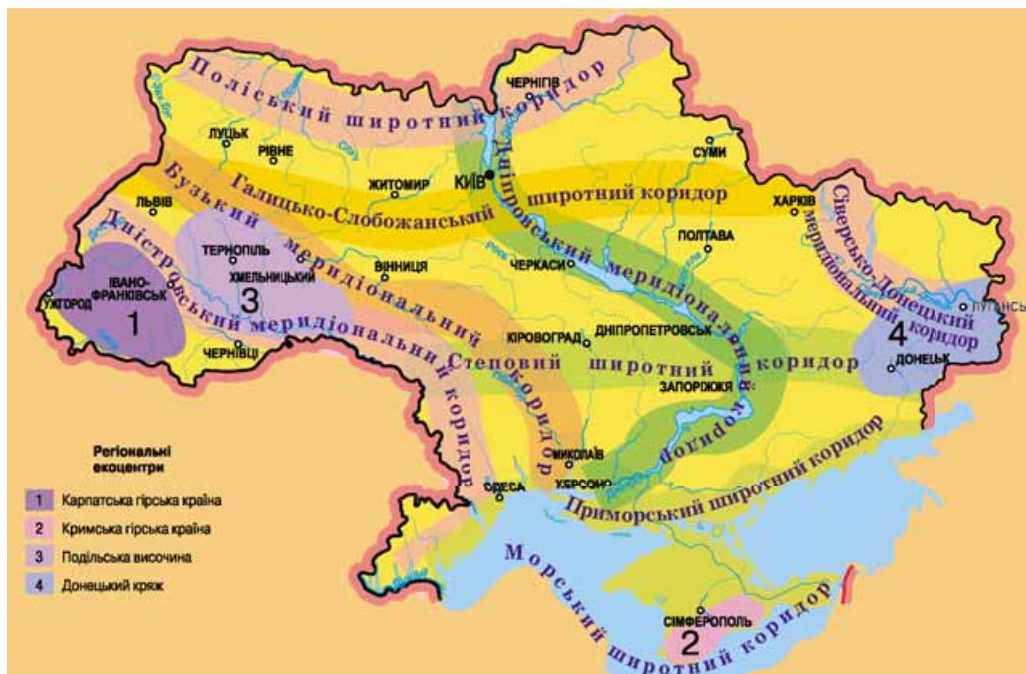 Поліський широтний коридор
ЧЕРНІГІВ
Зах. Буг
ЛУЦЬК
РІВНЕ
СУМИ
ЖИТОМИР
КИЇВ
Галицько-Слобожанський широтний коридор
ХАРКІВ
Бузький меридіональний коридор
Дніпровський меридіональний коридор
Сіверсько-Донецький
меридіональний коридор
ЛЬВІВ
Дністровський меридіональний коридор
ТЕРНОПІЛЬ
ХМЕЛЬНИЦЬКИЙ
3
ВІННИЦЯ
Рось
ЧЕРКАСИ
ПОЛТАВА
ІВАНО-
ФРАНКІВСЬК
УЖГОРОД
1
ЧЕРНІВЦІ
КІРОВОГРАД
ДНІПРОПЕТРОВСЬК
ЛУГАНСЬК
4
ДОНЕЦЬК
Степовий широтний коридор
ЗАПОРІЖЖЯ
МИКОЛАЇВ
ХЕРСОН
ОДЕСА
Приморський широтний коридор
Морський широтний коридор
СІМФЕРОПОЛЬ
2
Регіональні
екоцентри
1 Карпатська гірська країна
2 Кримська гірська країна
3 Подільська височина
4 Донецький кряж